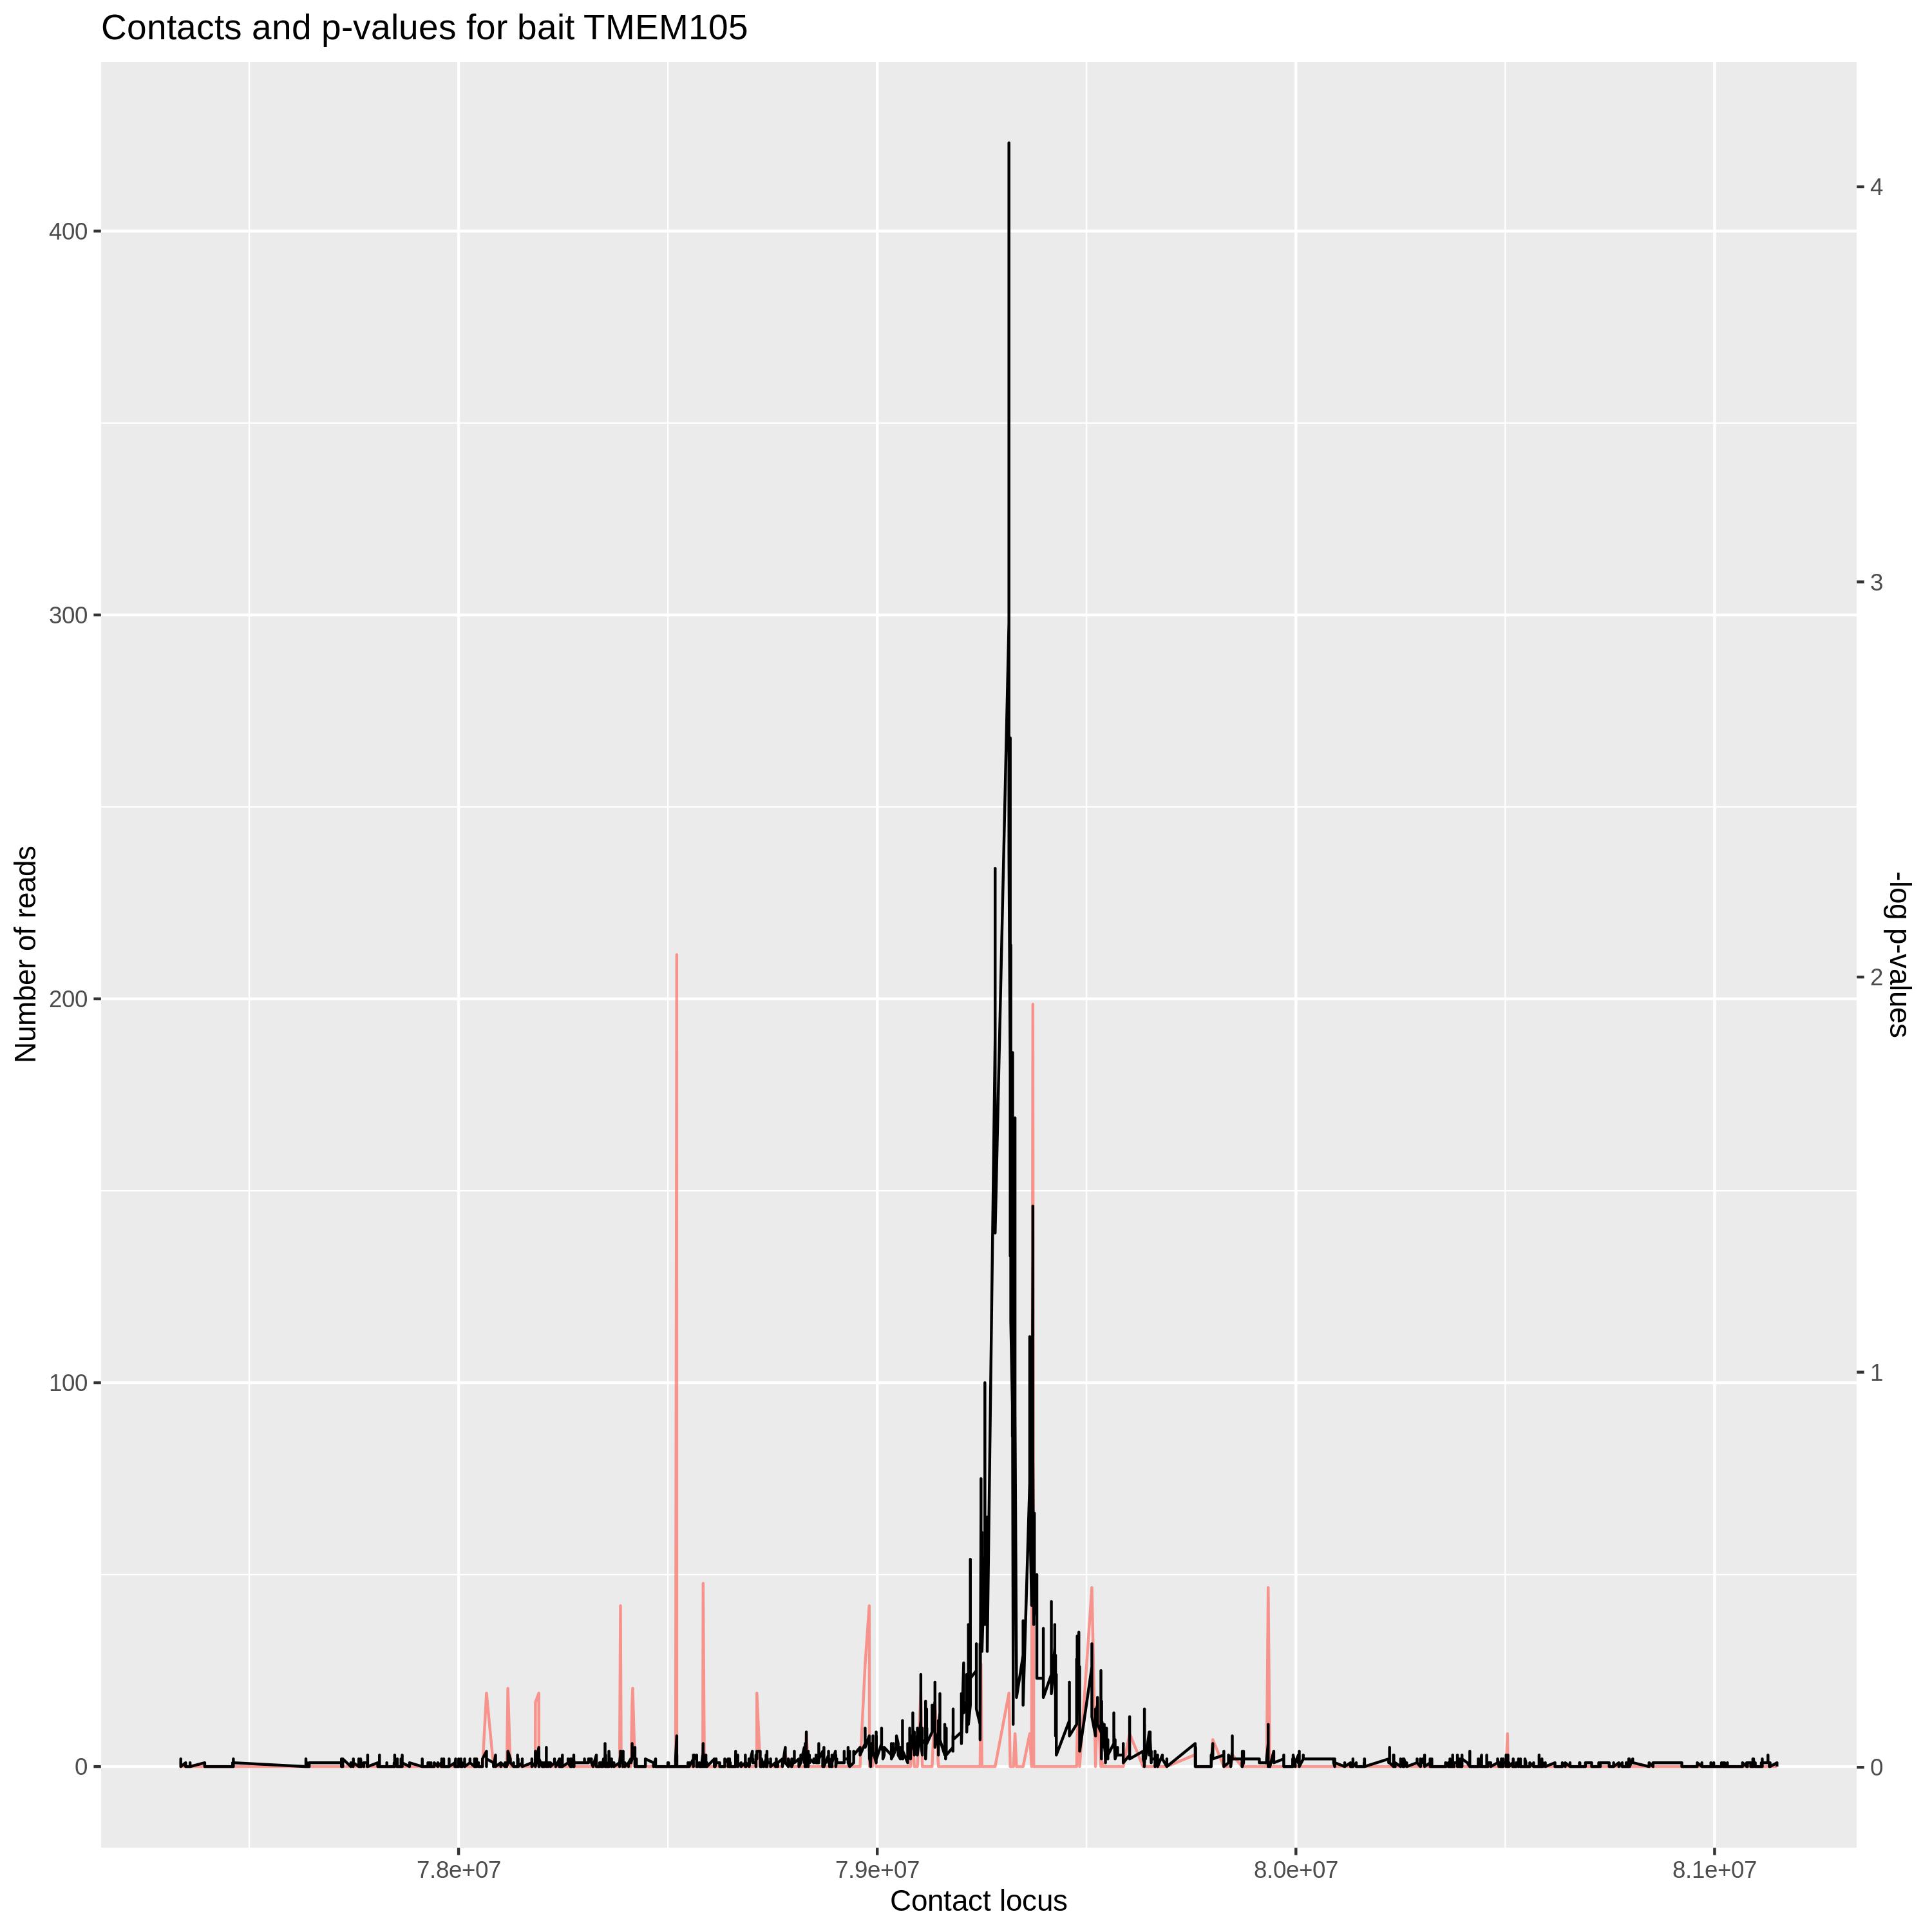 Contacts and p-values for bait TMEM105
Number of reads
400
300
200
100
0
4
3
2
1
0
-log p-values
7.8e+07
7.9e+07
8.0e+07
8.1e+07
Contact locus